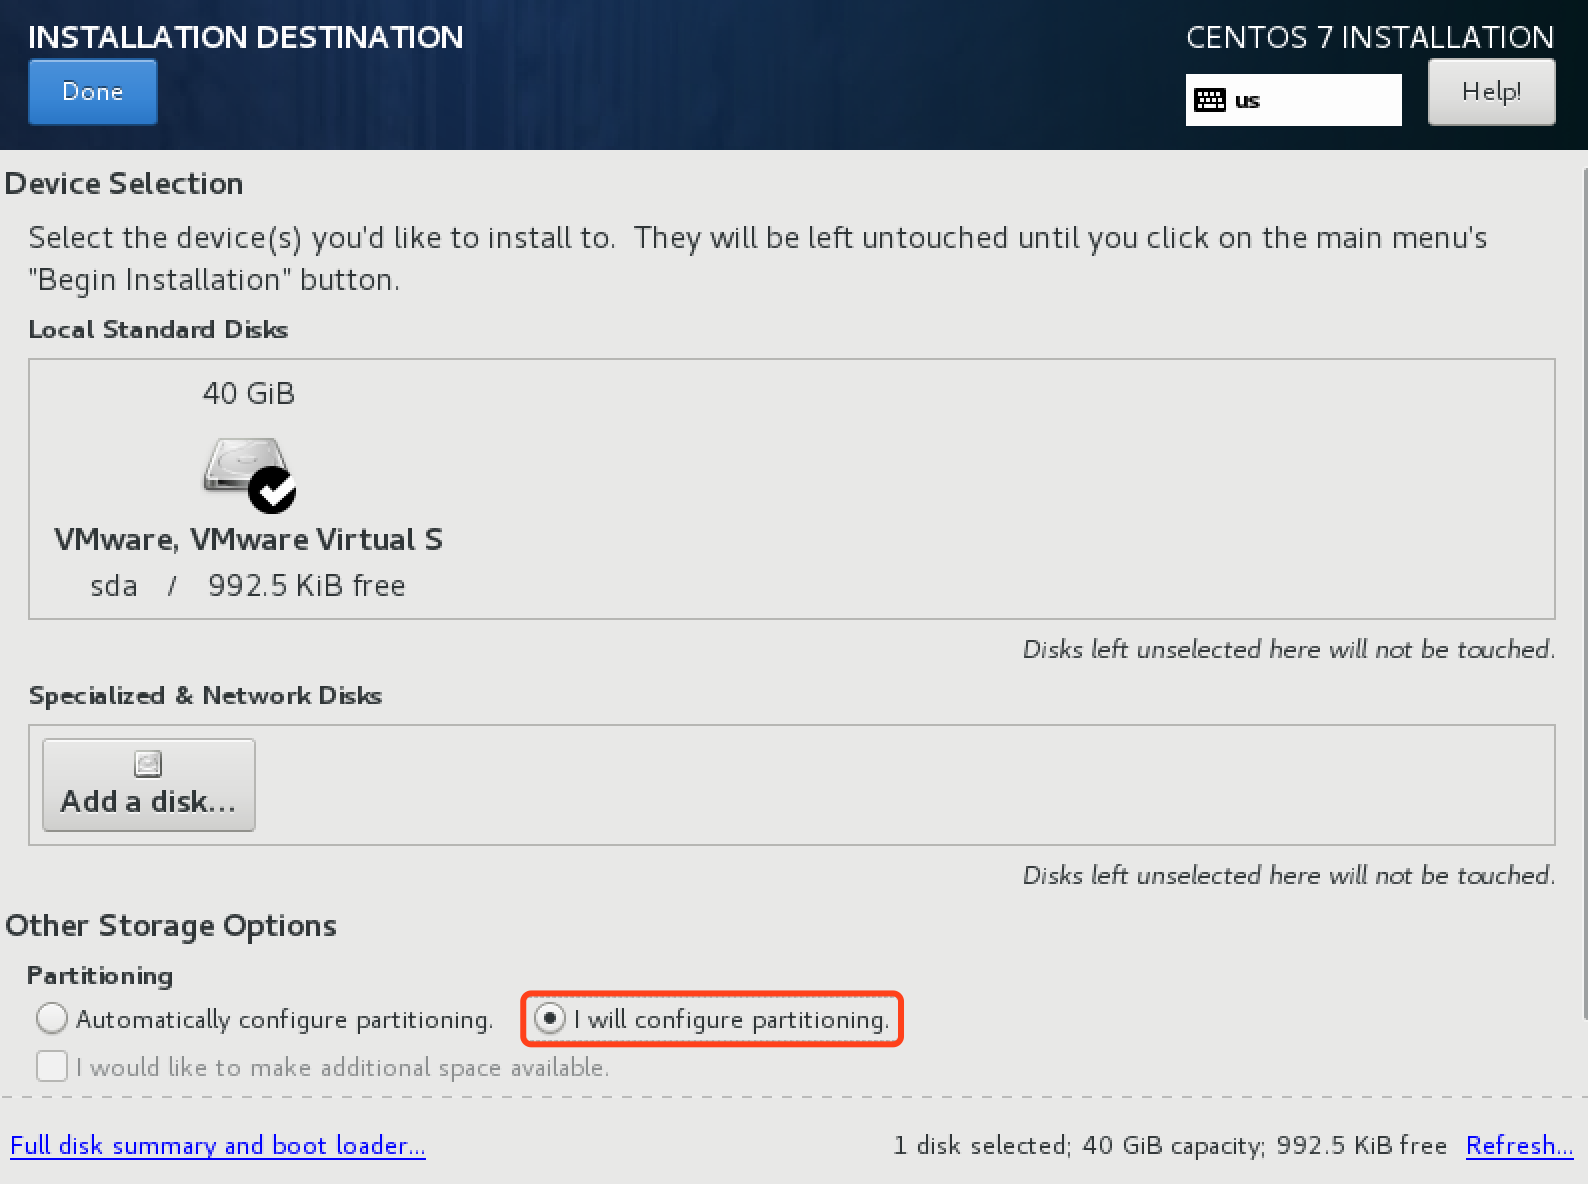 INSTALLATION DESTINATION
CENTOS 7 INSTALLATION
Done
us
Help!
Device Selection
Select the device(s) you'd like to install to.  They will be left untouched until you click on the main menu's
"Begin Installation" button.
Local Standard Disks
40 GiB
VMware, VMware Virtual S
sda / 992.5 KiB free
Disks left unselected here will not be touched.
Specialized & Network Disks
Add a disk...
Disks left unselected here will not be touched.
Other Storage Options
Partitioning
Automatically configure partitioning. I will configure partitioning.
I would like to make additional space available.
Full disk summary and boot loader... 1 disk selected; 40 GiB capacity; 992.5 KiB free Refresh...